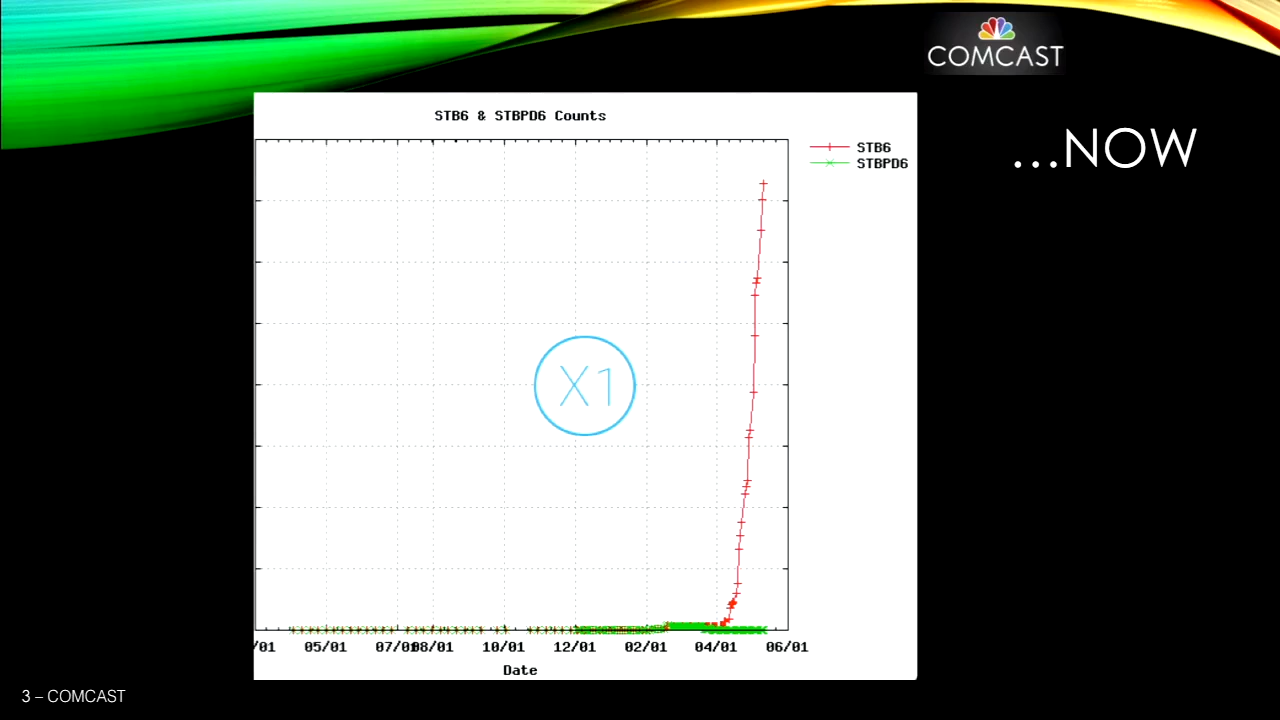 COMCAST
...NOW
STB6 & STBPD6 Counts
STB6
STBPD6
X1
/01 05/01 07/01 08/01 10/01 12/01 02/01 04/01 06/01
Date
3 – COMCAST